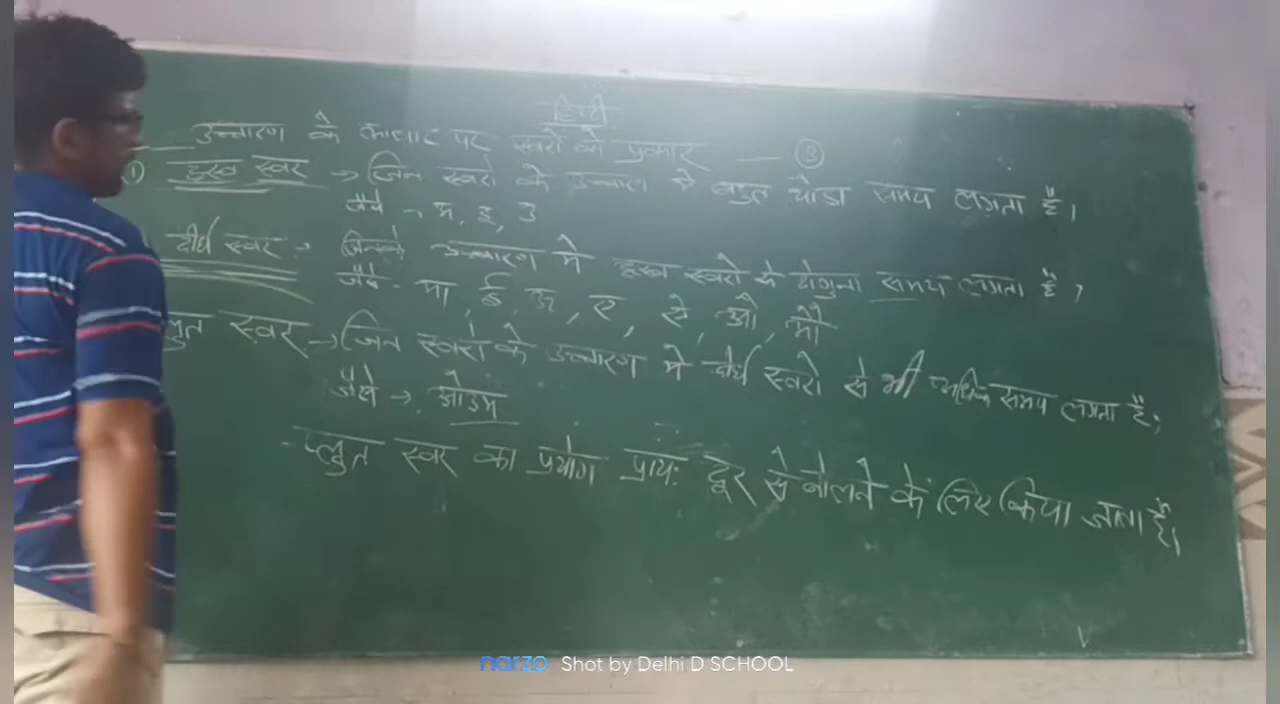 हिन्दी
उच्चारण के आधार पर स्वरों के प्रकार — ③
① ह्रस्व स्वर → जिन स्वरों के उच्चारण मे बहुत थोडा समय लगता है।
जैसे → अ, इ, उ
दीर्घ स्वर → जिनके उच्चारण मे ह्रस्व स्वरो से दोगुना समय लगता है,
जैसे - आ, ई, ऊ, ए, ऐ, ओ, औ
प्लुत स्वर → जिन स्वरों के उच्चारण मे दीर्घ स्वरो से भी अधिक समय लगता है;
जैसे → ओउम
प्लुत स्वर का प्रयोग प्रायः दूर से बोलने के लिए किया जाता है।
narzo Shot by Delhi D SCHOOL